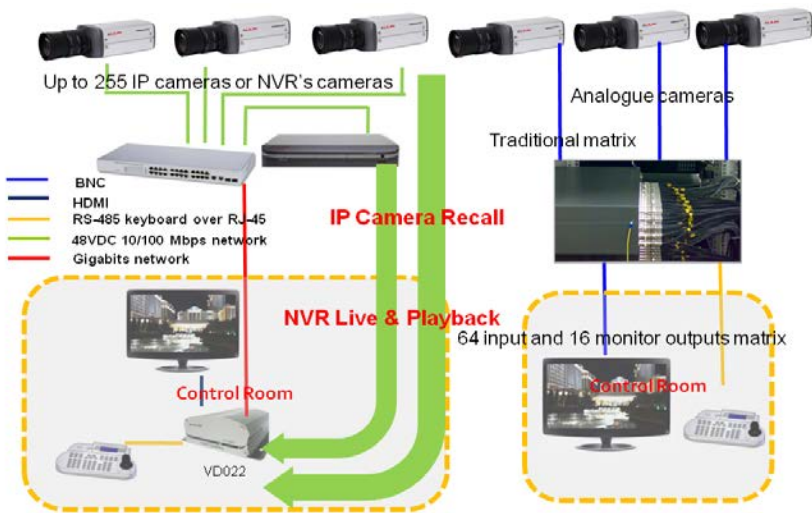 Up to 255 IP cameras or NVR's cameras
Analogue cameras
Traditional matrix
BNC
HDMI
RS-485 keyboard over RJ-45
48VDC 10/100 Mbps network
Gigabits network
IP Camera Recall
NVR Live & Playback
64 input and 16 monitor outputs matrix
Control Room
Control Room
VD022